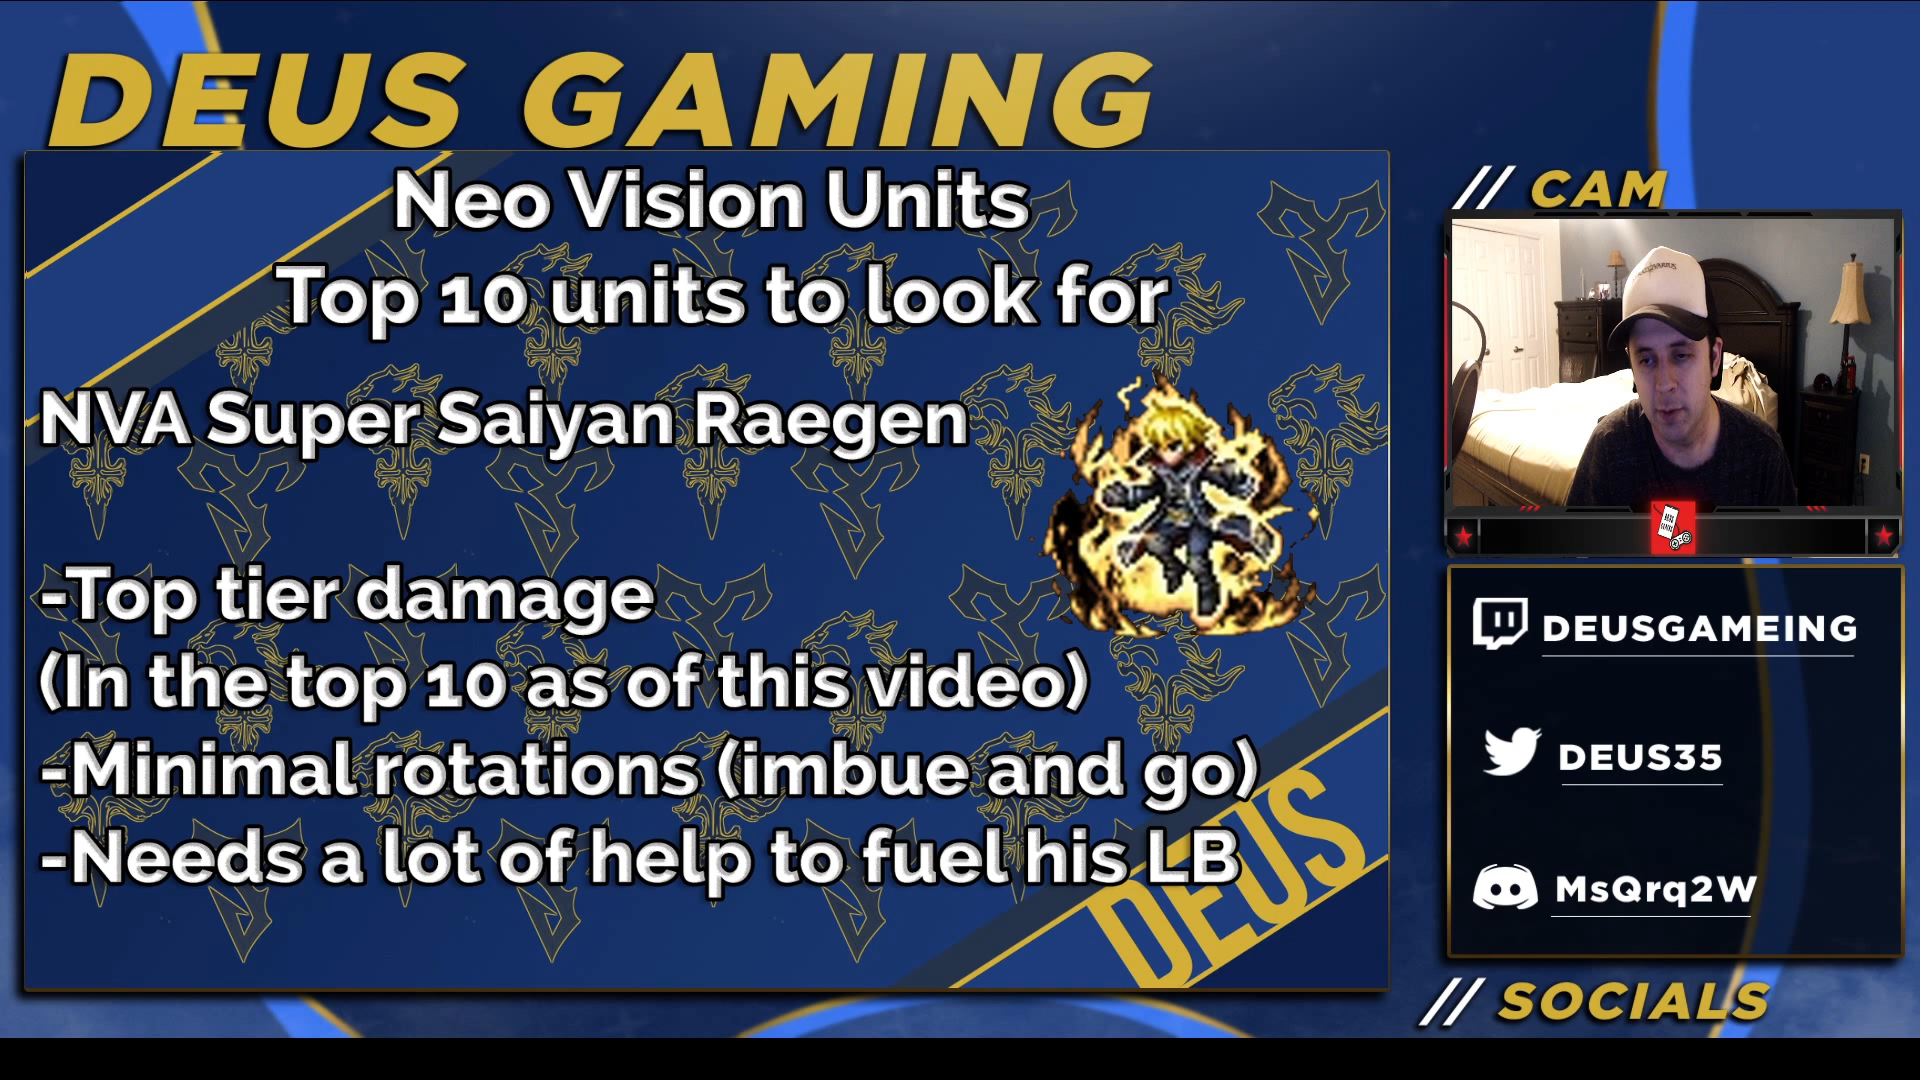 DEUS GAMING
Neo Vision Units
Top 10 units to look for
NVA Super Saiyan Raegen
-Top tier damage
(In the top 10 as of this video)
-Minimal rotations (imbue and go)
-Needs a lot of help to fuel his LB
DEUS
// CAM
DEUSGAMEING
DEUS35
MsQrq2W
// SOCIALS